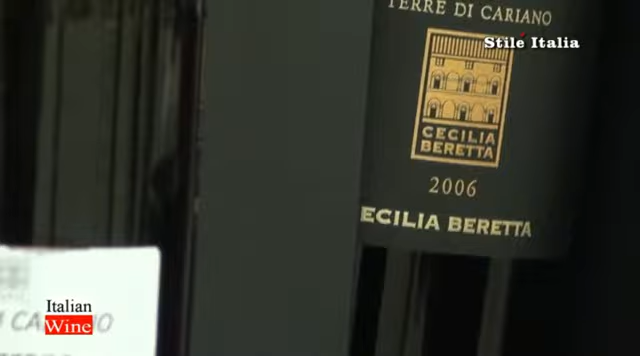 TERRE DI CARIANO
Stile Italia
CECILIA
BERETTA
2006
ECILIA BERETTA
Italian
Wine